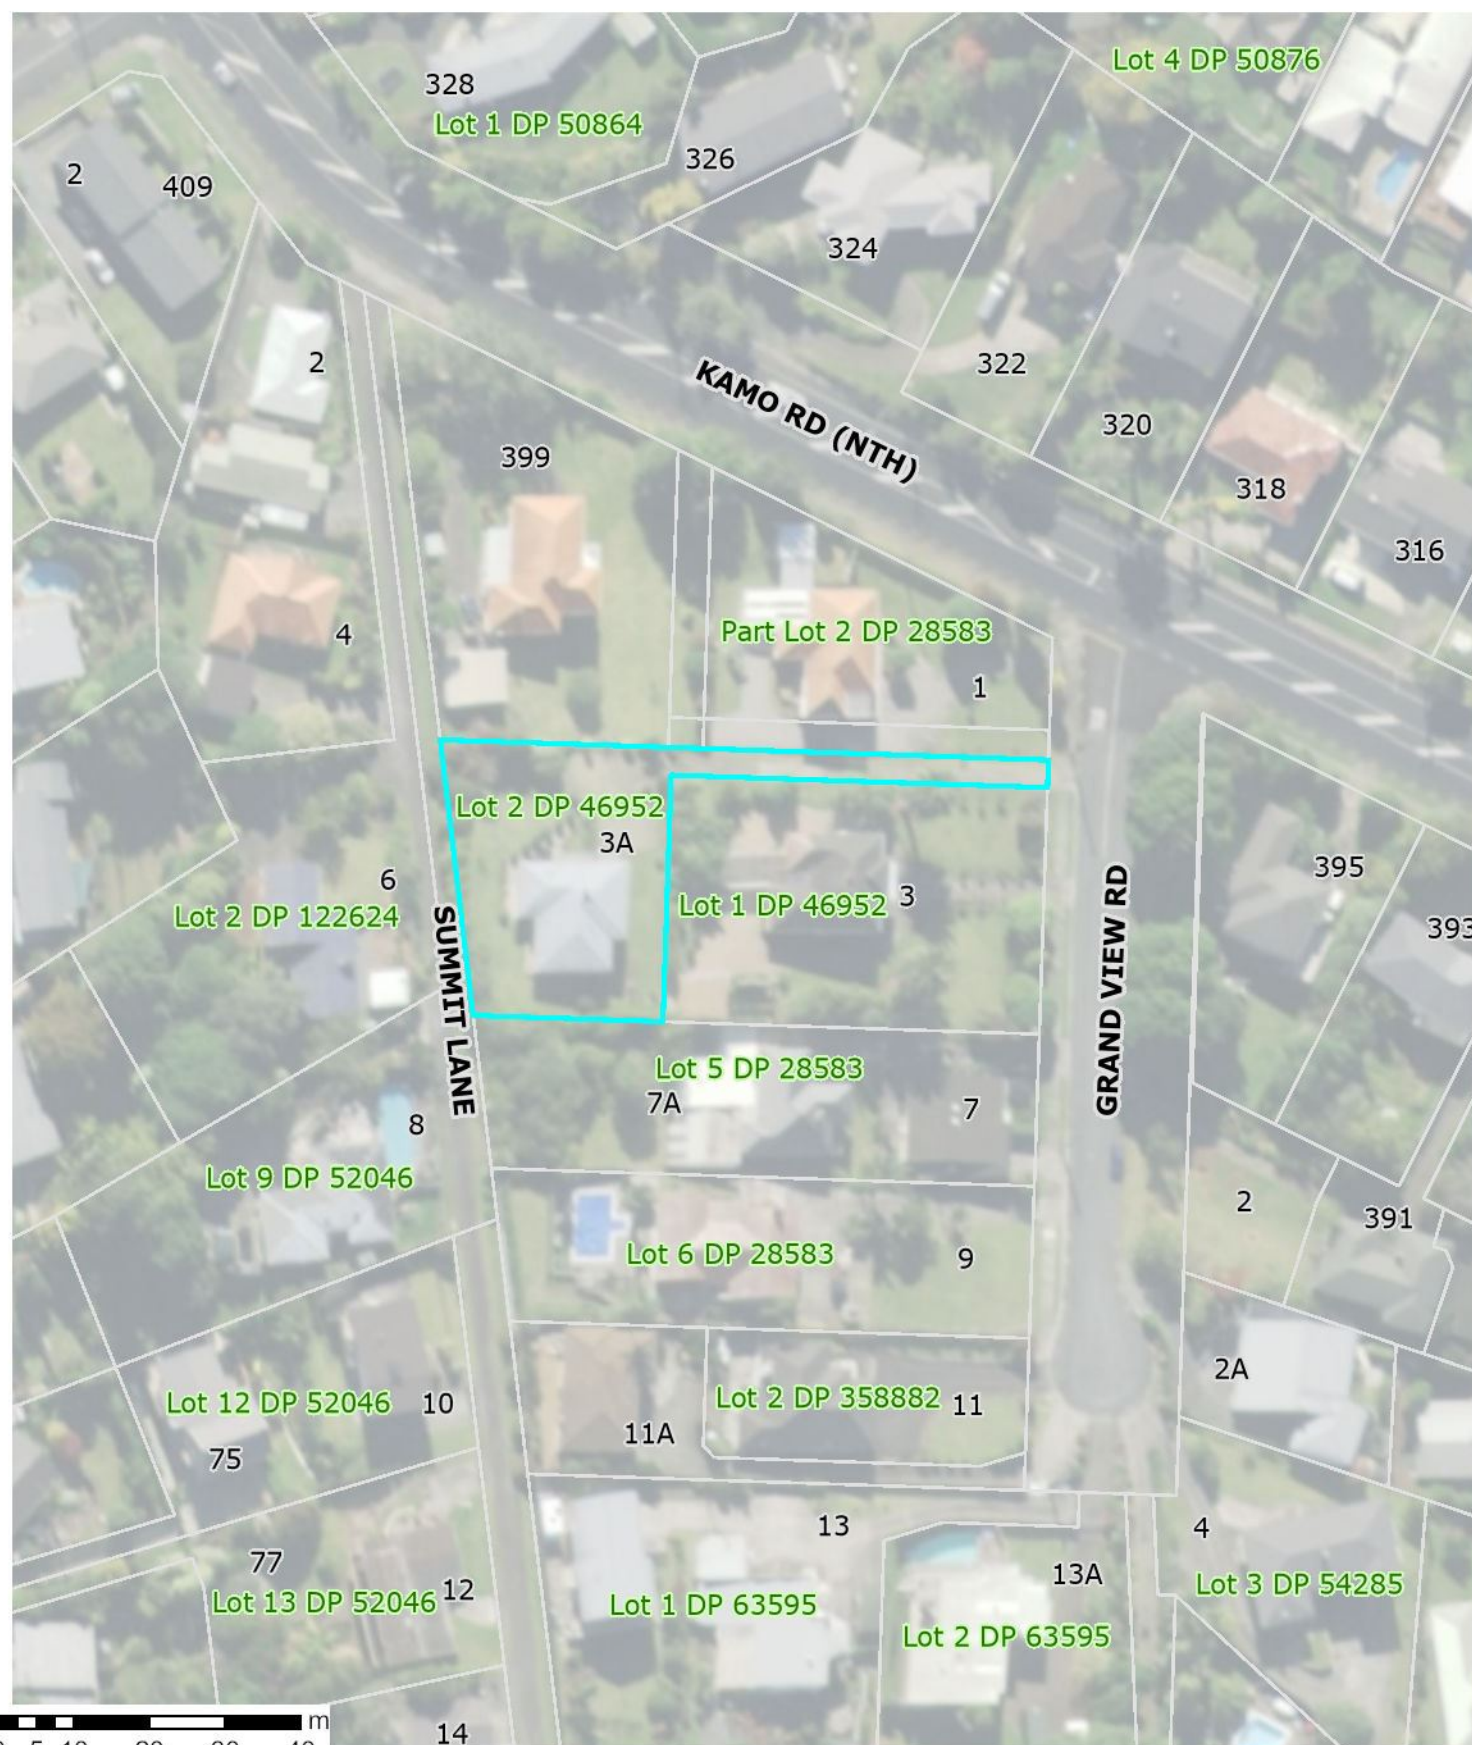 Lot 4 DP 50876
328
Lot 1 DP 50864
326
2
409
324
2
322
KAMO RD (NTH)
320
399
318
316
4
Part Lot 2 DP 28583
1
Lot 2 DP 46952
3A
395
6
3
Lot 1 DP 46952
Lot 2 DP 122624
393
SUMMIT LANE
GRAND VIEW RD
Lot 5 DP 28583
7A
7
8
Lot 9 DP 52046
2
391
Lot 6 DP 28583
9
2A
Lot 12 DP 52046
10
Lot 2 DP 358882
11
11A
75
13
4
77
13A
Lot 3 DP 54285
Lot 13 DP 52046
12
Lot 1 DP 63595
Lot 2 DP 63595
m
14